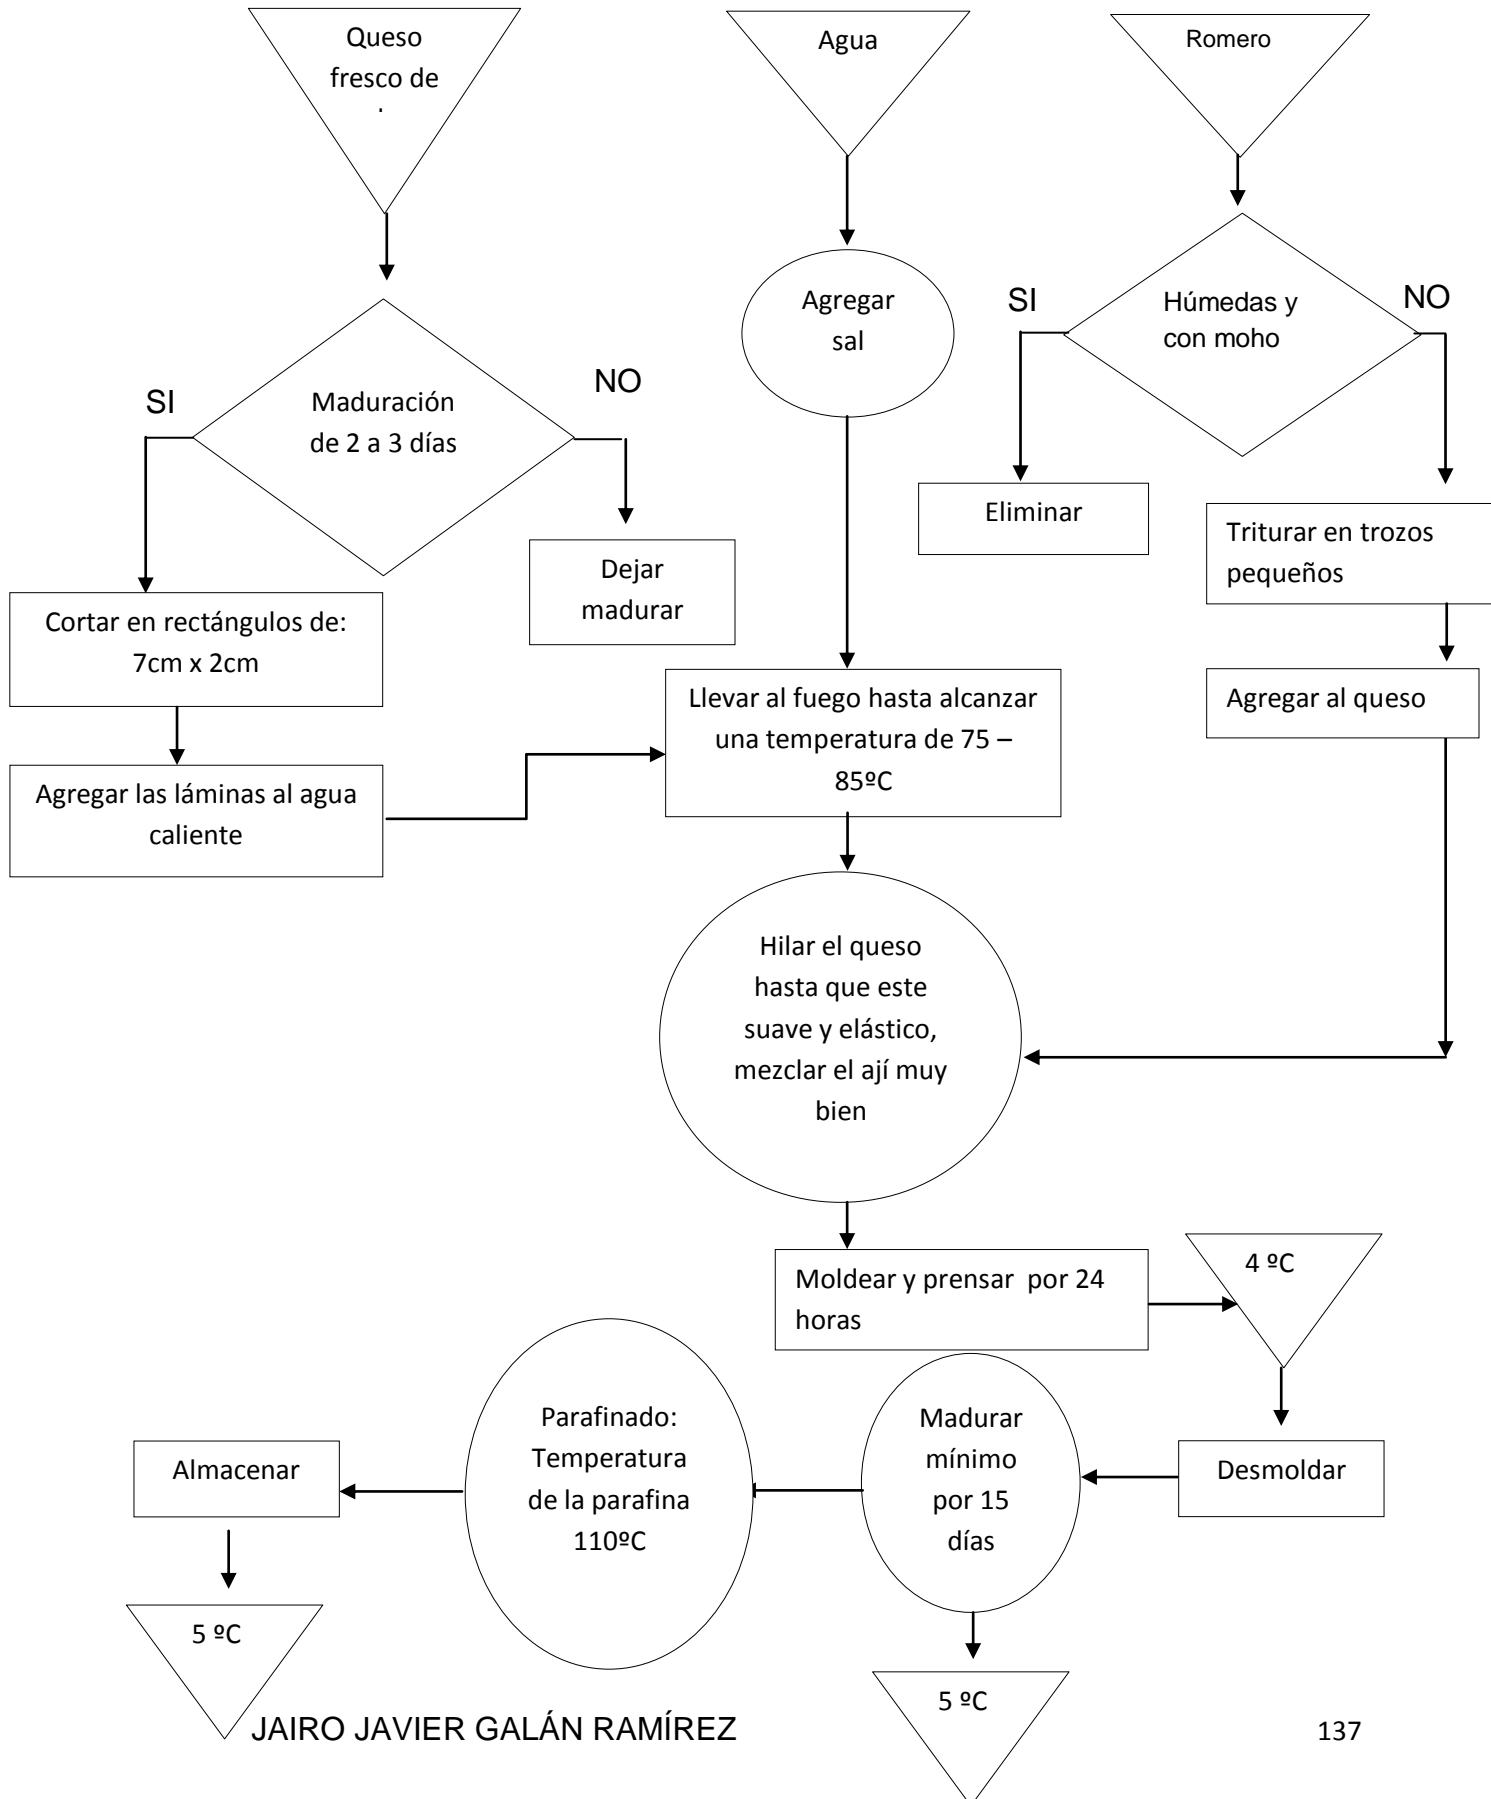 Queso
fresco de
Agua
Romero
SI
Húmedas y
con moho
NO
Agregar
sal
SI
Maduración
de 2 a 3 días
NO
Eliminar
Triturar en trozos
pequeños
Dejar
madurar
Cortar en rectángulos de:
7cm x 2cm
Llevar al fuego hasta alcanzar
una temperatura de 75 –
85ºC
Agregar al queso
Agregar las láminas al agua
caliente
Hilar el queso
hasta que este
suave y elástico,
mezclar el ají muy
bien
Moldear y prensar  por 24
horas
4 ºC
Parafinado:
Temperatura
de la parafina
110ºC
Madurar
mínimo
por 15
días
Desmoldar
Almacenar
5 ºC
5 ºC
JAIRO JAVIER GALÁN RAMÍREZ
137